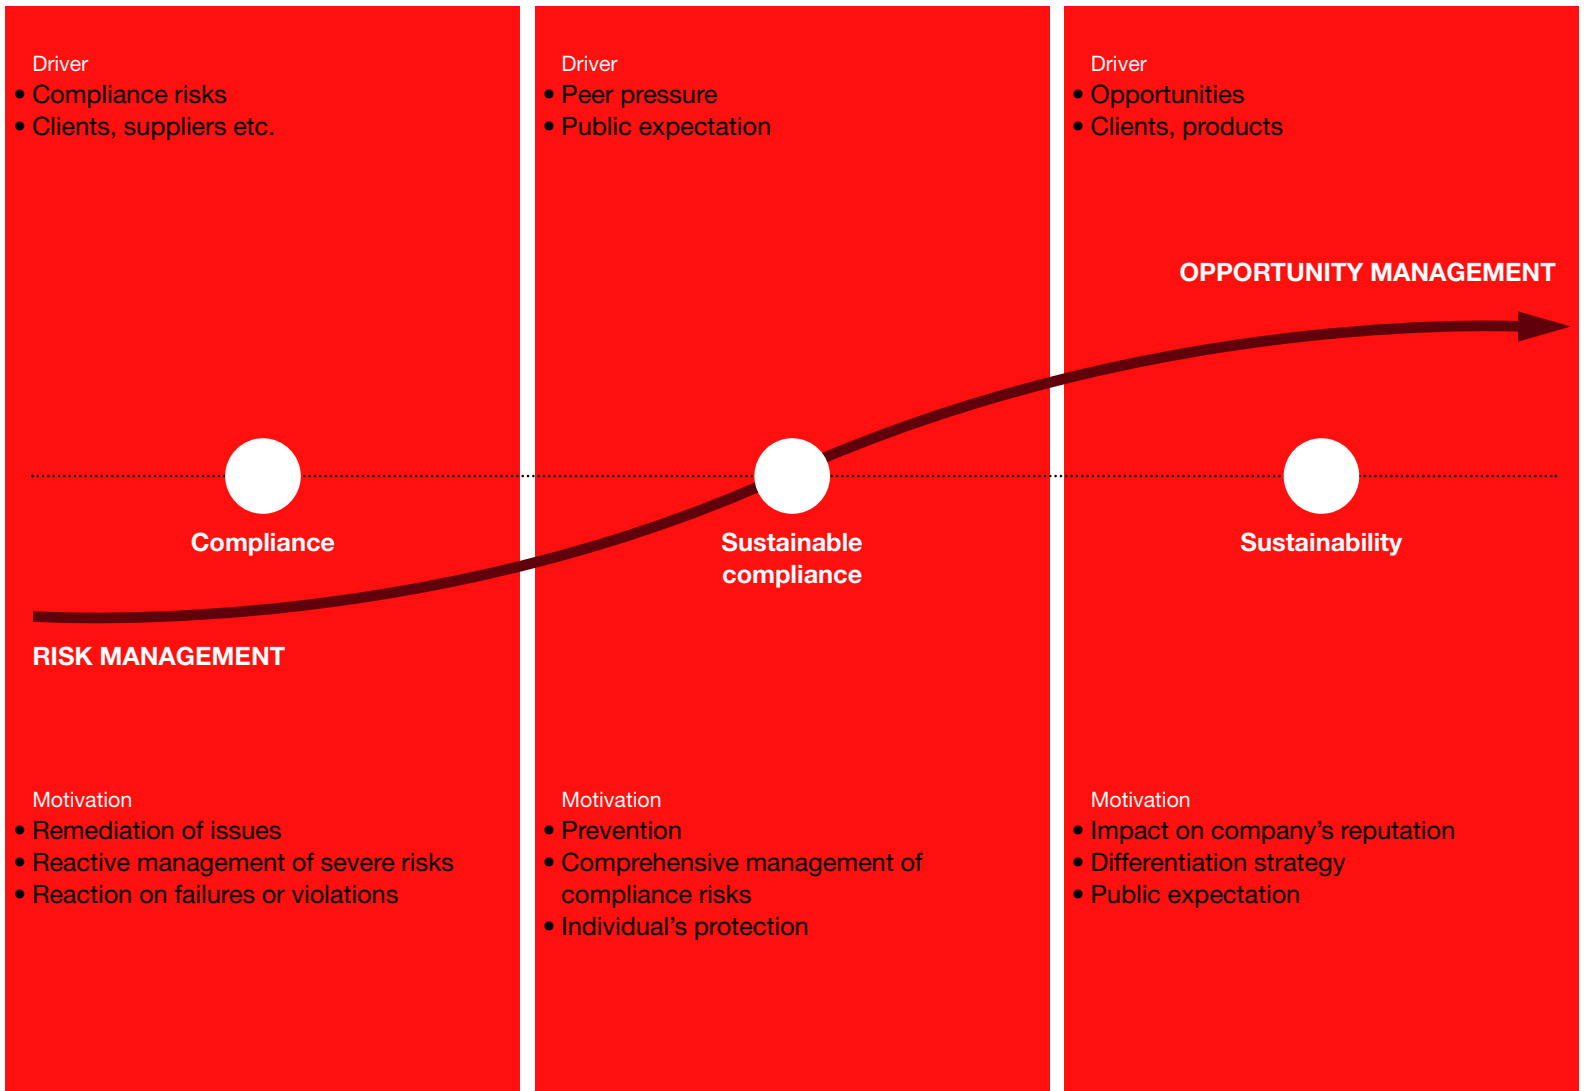 Driver
• Compliance risks
• Clients, suppliers etc.
Driver
• Peer pressure
• Public expectation
Driver
• Opportunities
• Clients, products
OPPORTUNITY MANAGEMENT
Compliance
Sustainable
compliance
Sustainability
RISK MANAGEMENT
Motivation
• Remediation of issues
• Reactive management of severe risks
• Reaction on failures or violations
Motivation
• Prevention
• Comprehensive management of
compliance risks
• Individual’s protection
Motivation
• Impact on company’s reputation
• Differentiation strategy
• Public expectation